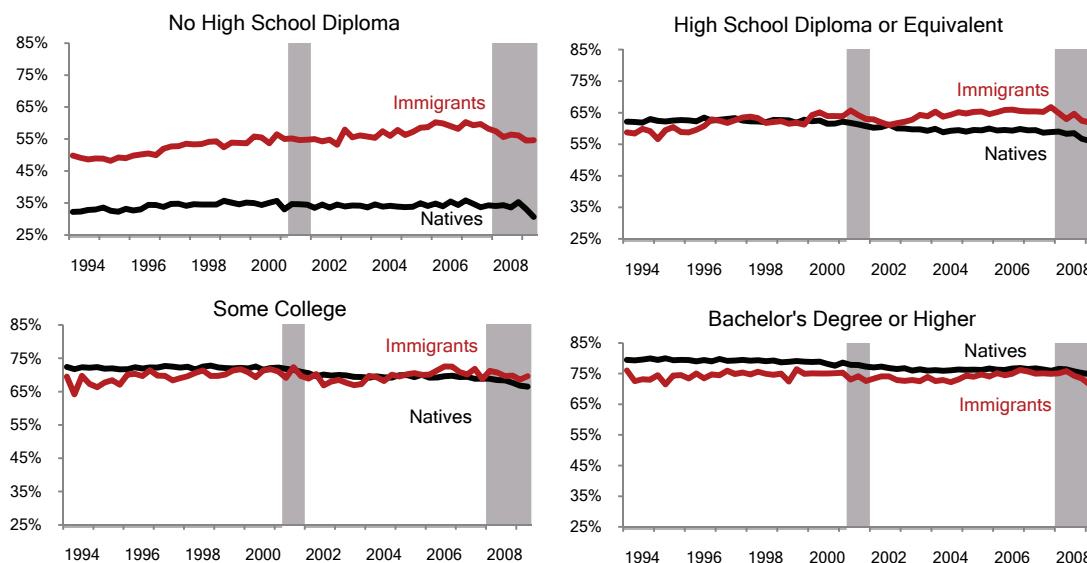 No High School Diploma
85%
75%
65%
55%
45%
35%
25%
Immigrants
Natives
1994 1996 1998 2000 2002 2004 2006 2008
High School Diploma or Equivalent
85%
75%
65%
55%
45%
35%
25%
Immigrants
Natives
1994 1996 1998 2000 2002 2004 2006 2008
Some College
85%
75%
65%
55%
45%
35%
25%
Immigrants
Natives
1994 1996 1998 2000 2002 2004 2006 2008
Bachelor's Degree or Higher
85%
75%
65%
55%
45%
35%
25%
Natives
Immigrants
1994 1996 1998 2000 2002 2004 2006 2008